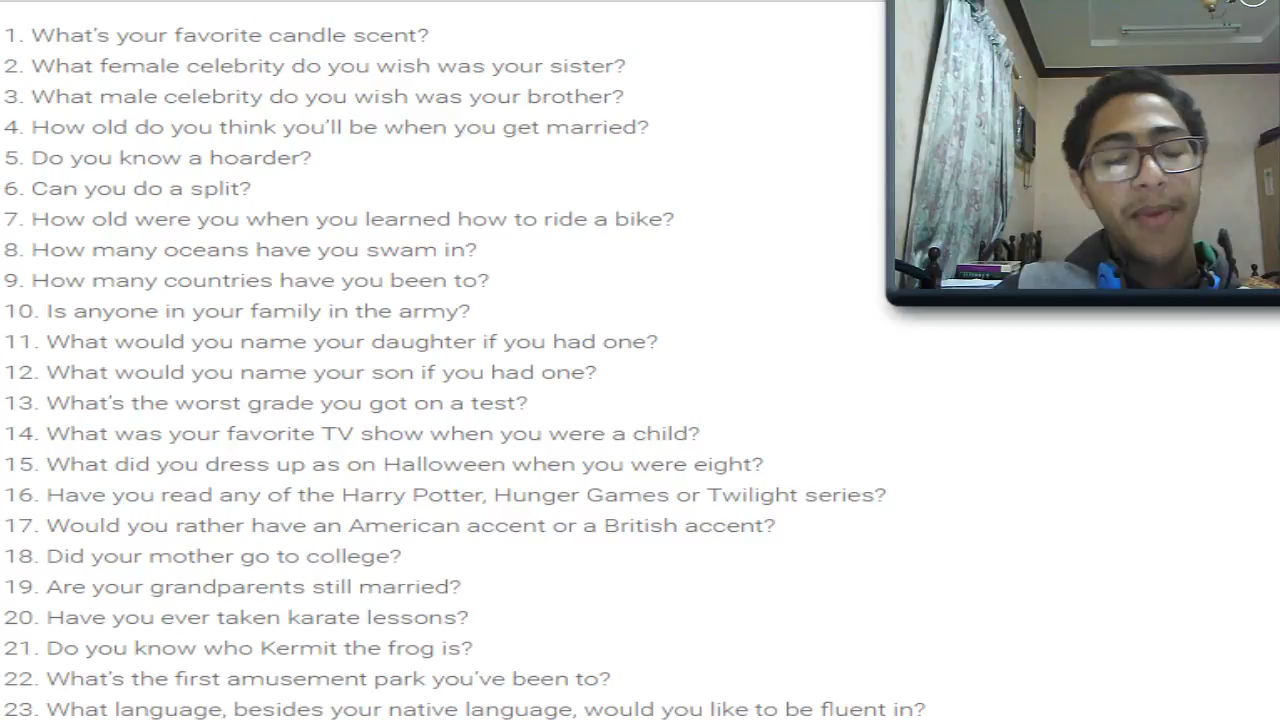 1. What's your favorite candle scent?
2. What female celebrity do you wish was your sister?
3. What male celebrity do you wish was your brother?
4. How old do you think you'll be when you get married?
5. Do you know a hoarder?
6. Can you do a split?
7. How old were you when you learned how to ride a bike?
8. How many oceans have you swam in?
9. How many countries have you been to?
10. Is anyone in your family in the army?
11. What would you name your daughter if you had one?
12. What would you name your son if you had one?
13. What's the worst grade you got on a test?
14. What was your favorite TV show when you were a child?
15. What did you dress up as on Halloween when you were eight?
16. Have you read any of the Harry Potter, Hunger Games or Twilight series?
17. Would you rather have an American accent or a British accent?
18. Did your mother go to college?
19. Are your grandparents still married?
20. Have you ever taken karate lessons?
21. Do you know who Kermit the frog is?
22. What's the first amusement park you've been to?
23. What language, besides your native language, would you like to be fluent in?